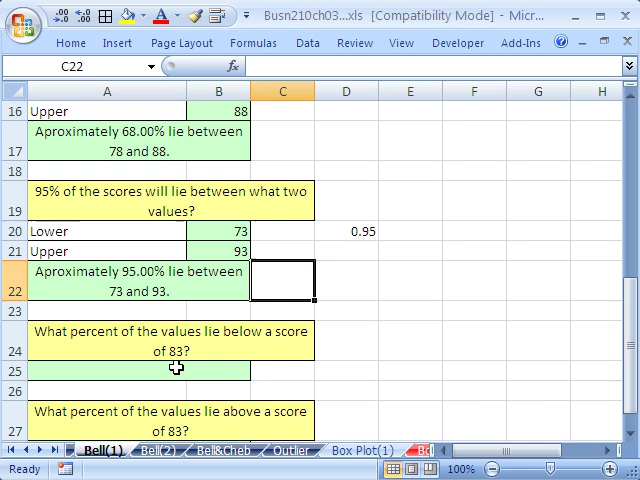 Busn210ch03...xls [Compatibility Mode] - Micr...
Home Insert Page Layout Formulas Data Review View Developer Add-Ins
C22 fx
A B C D E F G H
16 Upper 88
Aproximately 68.00% lie between
17 78 and 88.
18
95% of the scores will lie between what two
19 values?
20 Lower 73 0.95
21 Upper 93
Aproximately 95.00% lie between
22 73 and 93.
23
What percent of the values lie below a score
24 of 83?
25
26
What percent of the values lie above a score
27 of 83?
Bell(1) Bell(2) Bell&Cheb Outlier Box Plot(1)
Ready 100%